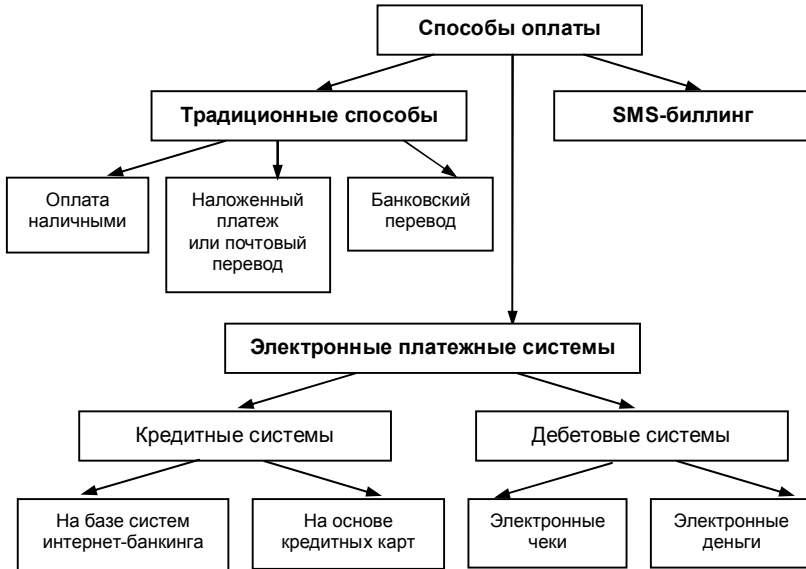 Способы оплаты
Традиционные способы
SMS-биллинг
Оплата
наличными
Наложенный
платеж
или почтовый
перевод
Банковский
перевод
Электронные платежные системы
Кредитные системы
Дебетовые системы
На базе систем
интернет-банкинга
На основе
кредитных карт
Электронные
чеки
Электронные
деньги